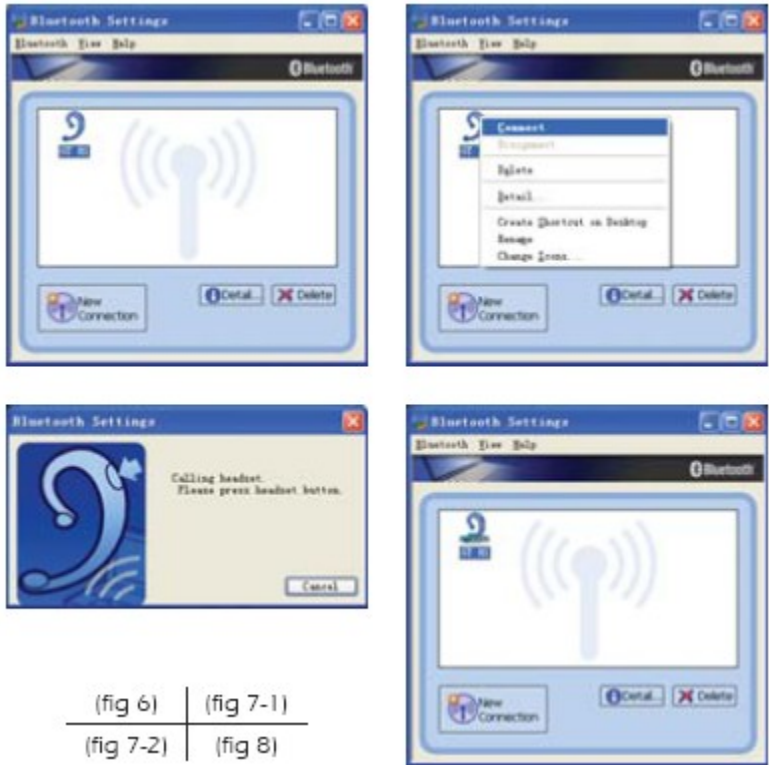 Bluetooth Settings
Bluetooth View Help
Bluetooth
New
Connection
Detail...
Delete
Bluetooth Settings
Bluetooth View Help
Bluetooth
Connect
Delete
Detail...
Create Shortcut on Desktop
Rename
Change Icons...
New
Connection
Detail...
Delete
Bluetooth Settings
Calling headset.
Please press headset button.
Cancel
Bluetooth Settings
Bluetooth View Help
Bluetooth
New
Connection
Detail...
Delete
(fig 6) (fig 7-1)
(fig 7-2) (fig 8)